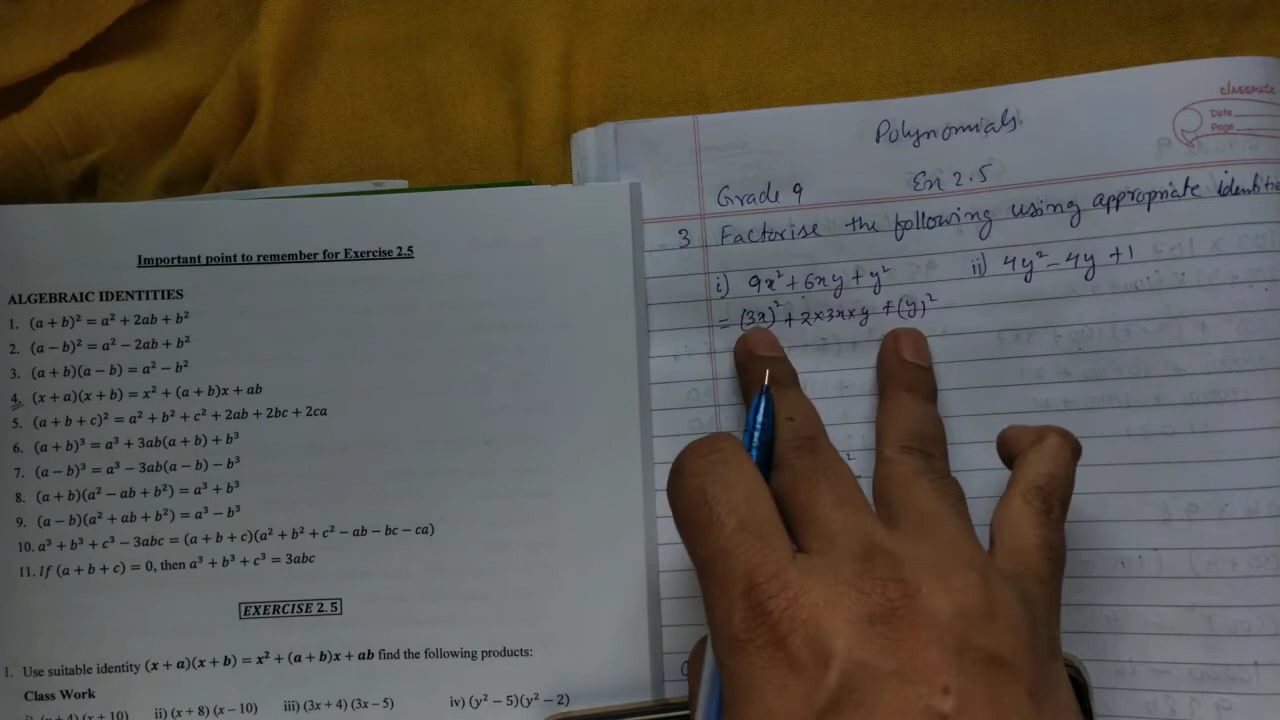 Important point to remember for Exercise 2.5
ALGEBRAIC IDENTITIES
1. (a + b)² = a² + 2ab + b²
2. (a − b)² = a² − 2ab + b²
3. (a + b)(a − b) = a² − b²
4. (x + a)(x + b) = x² + (a + b)x + ab
5. (a + b + c)² = a² + b² + c² + 2ab + 2bc + 2ca
6. (a + b)³ = a³ + 3ab(a + b) + b³
7. (a − b)³ = a³ − 3ab(a − b) − b³
8. (a + b)(a² − ab + b²) = a³ + b³
9. (a − b)(a² + ab + b²) = a³ − b³
10. a³ + b³ + c³ − 3abc = (a + b + c)(a² + b² + c² − ab − bc − ca)
11. If (a + b + c) = 0, then a³ + b³ + c³ = 3abc
EXERCISE 2.5
1. Use suitable identity (x + a)(x + b) = x² + (a + b)x + ab find the following products:
Class Work
ii) (x + 8) (x − 10) iii) (3x + 4) (3x − 5) iv) (y² − 5)(y² − 2)
classmate
Date
Page
Polynomials
Grade 9 Ex 2.5
3 Factorise the following using appropriate
i) 9x² + 6xy + y² ii) 4y² − 4y + 1
= (3x)² + 2×3x×y + (y)²